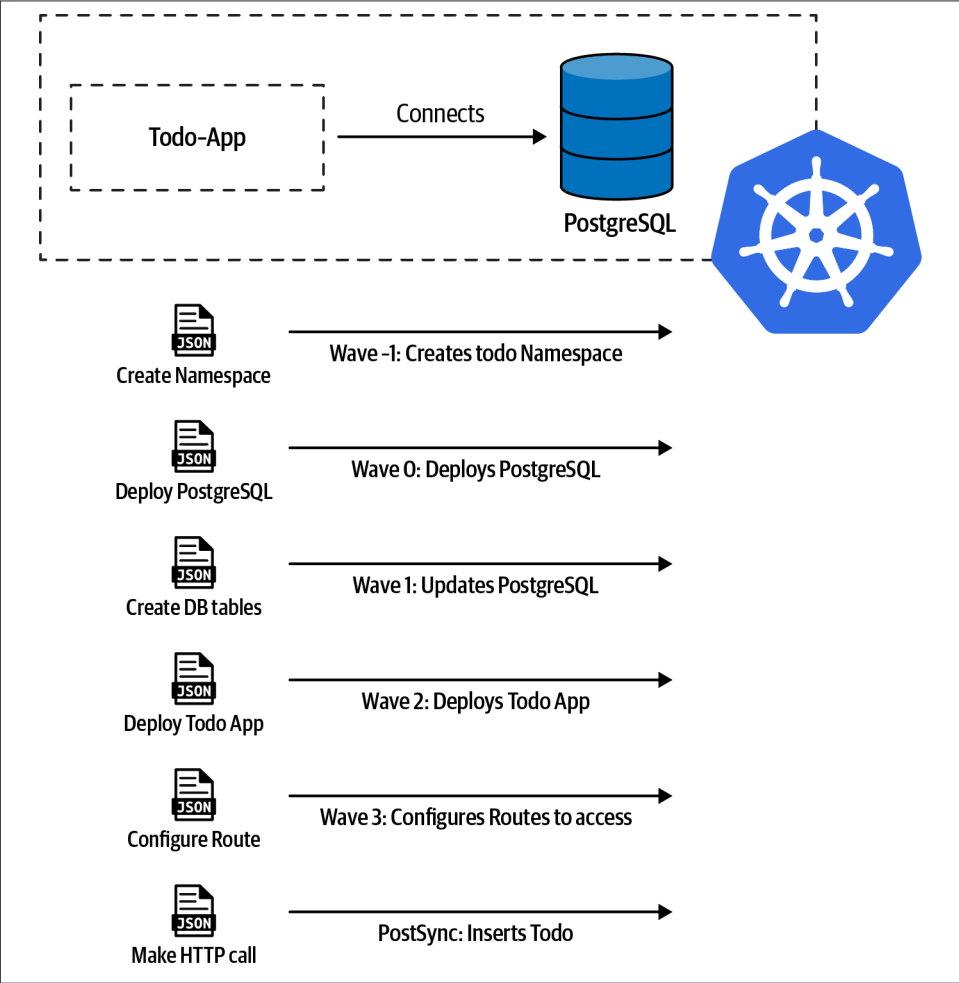 Todo-App
Connects
PostgreSQL
JSON
Create Namespace
Wave -1: Creates todo Namespace
JSON
Deploy PostgreSQL
Wave 0: Deploys PostgreSQL
JSON
Create DB tables
Wave 1: Updates PostgreSQL
JSON
Deploy Todo App
Wave 2: Deploys Todo App
JSON
Configure Route
Wave 3: Configures Routes to access
JSON
Make HTTP call
PostSync: Inserts Todo